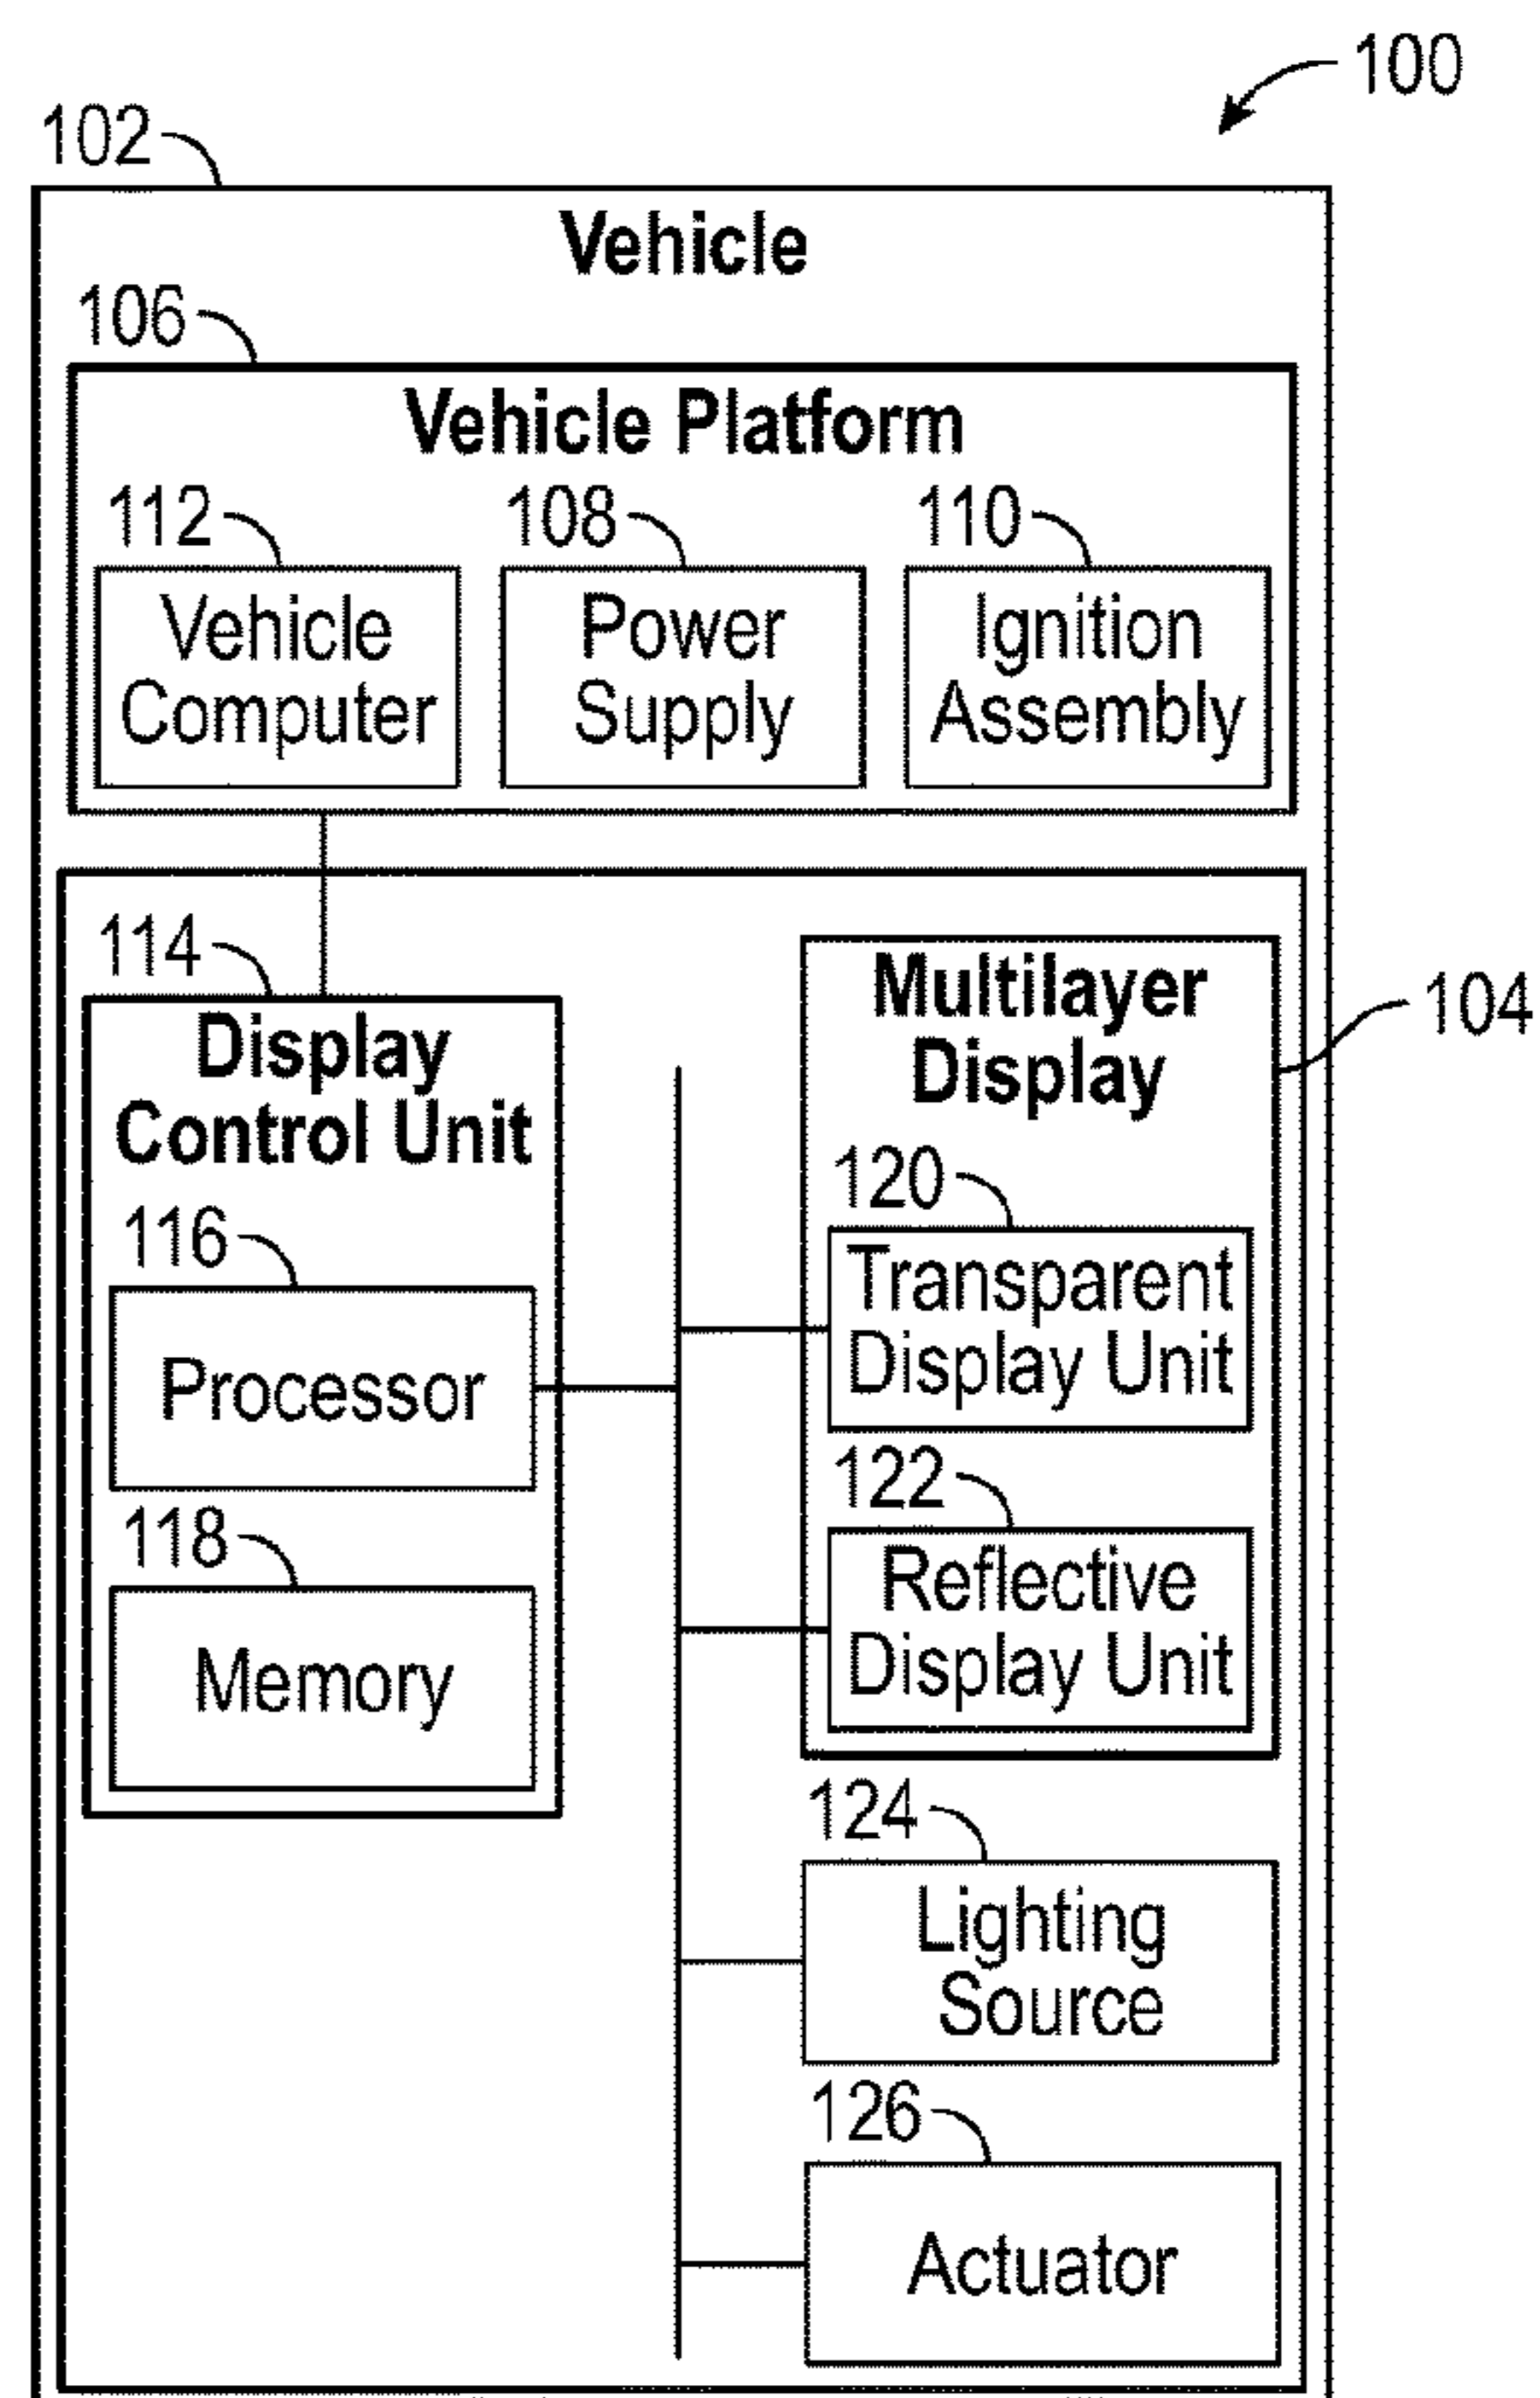 100
102
Vehicle
106
Vehicle Platform
112
108
110
Vehicle
Computer
Power
Supply
Ignition
Assembly
114
Display
Control Unit
Multilayer
Display
104
116
Processor
118
Memory
120
Transparent
Display Unit
122
Reflective
Display Unit
124
Lighting
Source
126
Actuator